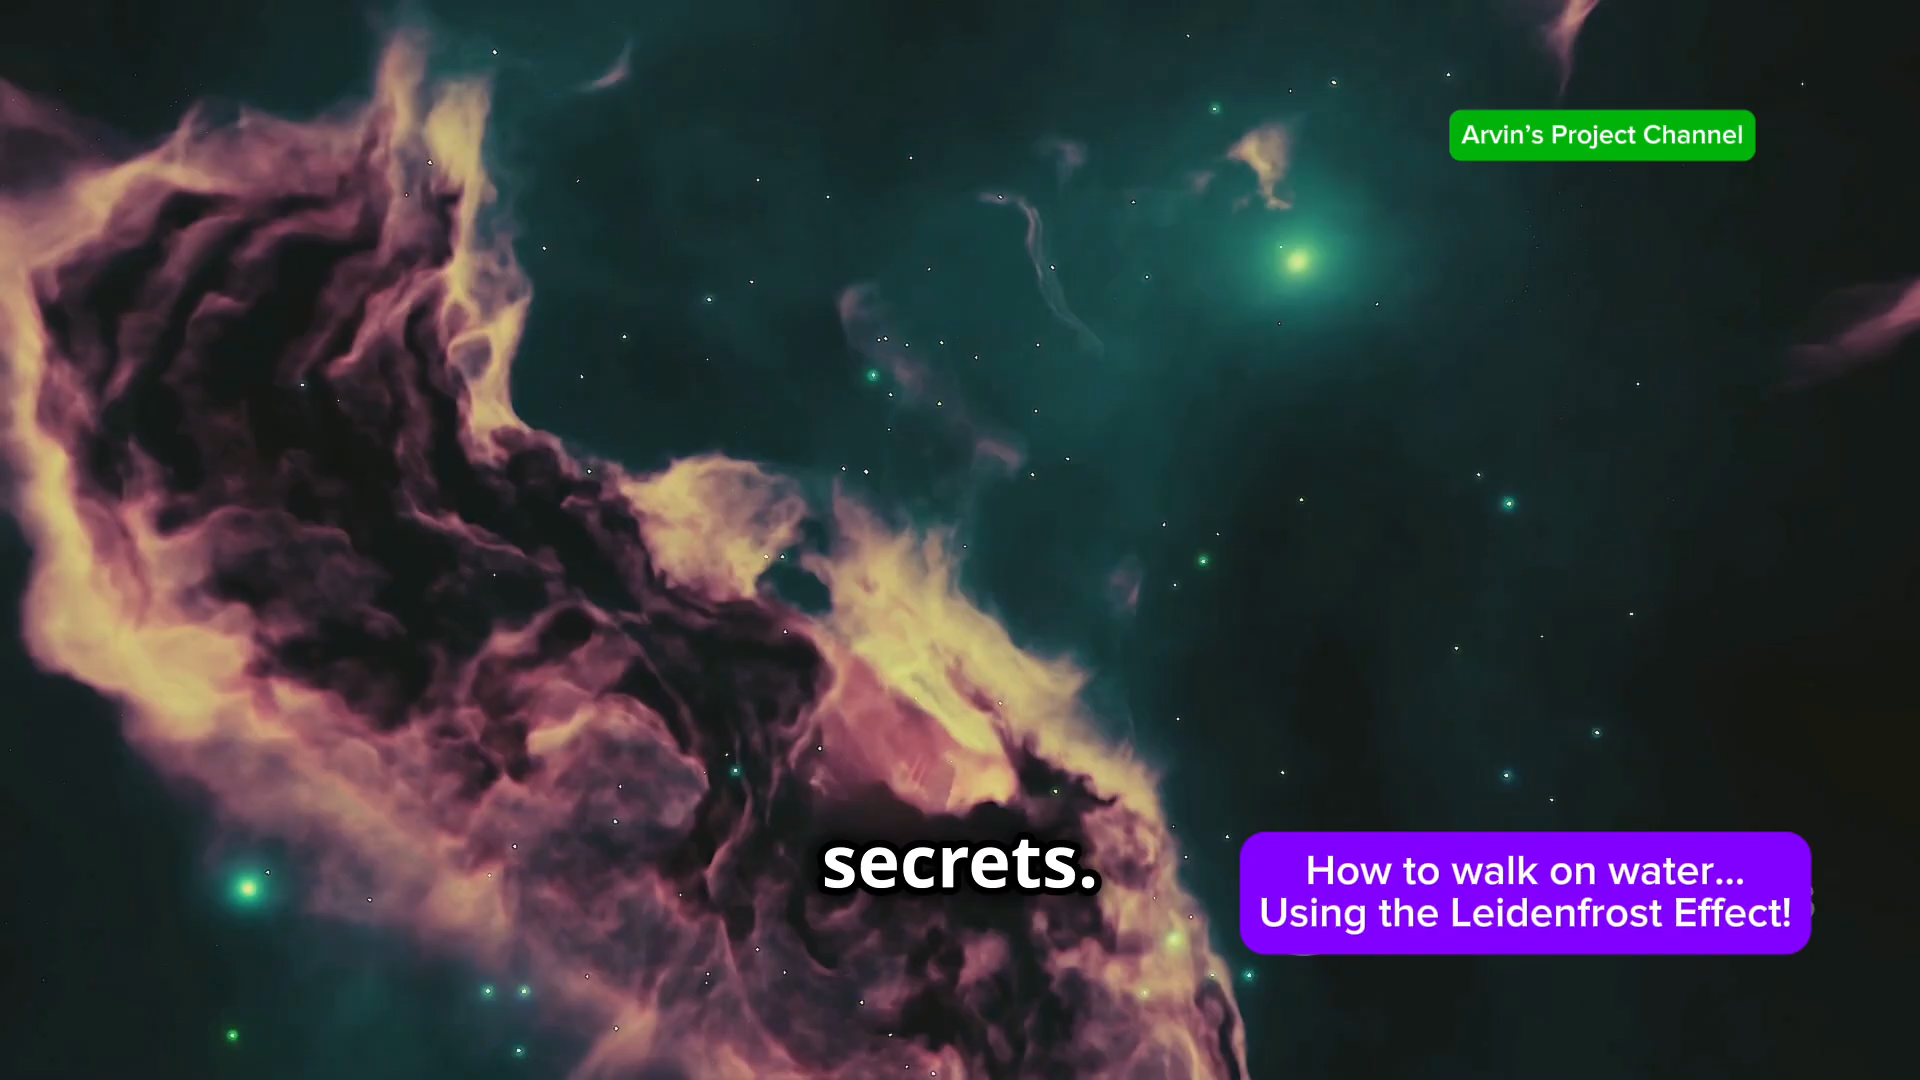 Arvin’s Project Channel
secrets.
How to walk on water...
Using the Leidenfrost Effect!